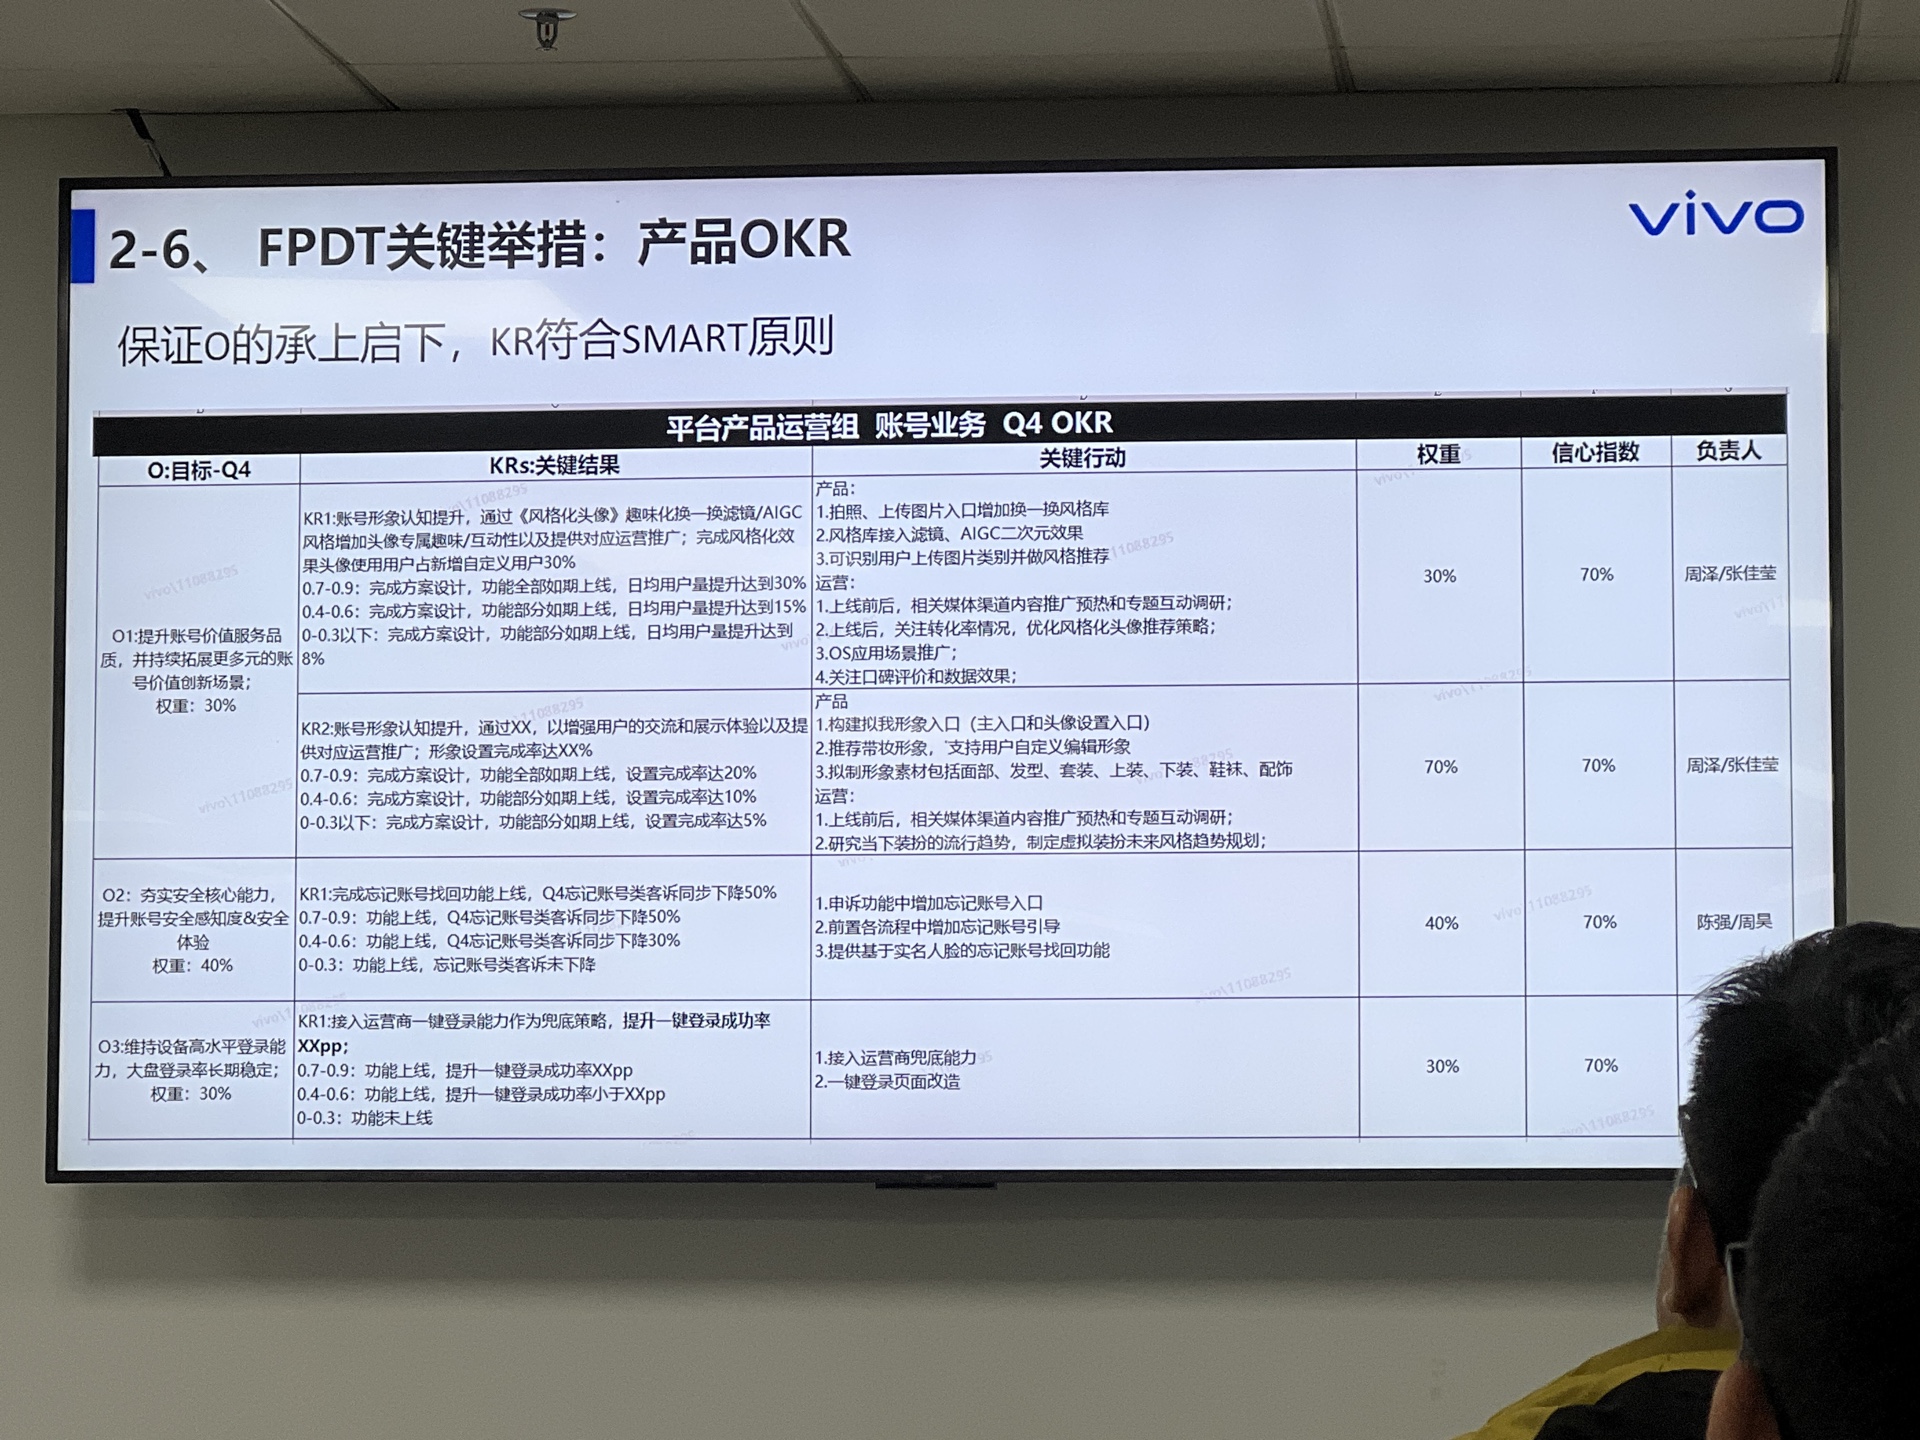 2-6、 FPDT关键举措：产品OKR
vivo
保证O的承上启下，KR符合SMART原则
平台产品运营组 账号业务 Q4 OKR
O:目标-Q4
KRs:关键结果
关键行动
权重
信心指数
负责人
O1:提升账号价值服务品
质，并持续拓展更多元的账
号价值创新场景；
权重：30%
KR1:账号形象认知提升，通过《风格化头像》趣味化换一换滤镜/AIGC
风格增加头像专属趣味/互动性以及提供对应运营推广；完成风格化效
果头像使用用户占新增自定义用户30%
0.7-0.9：完成方案设计，功能全部如期上线，日均用户量提升达到30%
0.4-0.6：完成方案设计，功能部分如期上线，日均用户量提升达到15%
0-0.3以下：完成方案设计，功能部分如期上线，日均用户量提升达到
8%
产品：
1.拍照、上传图片入口增加换一换风格库
2.风格库接入滤镜、AIGC二次元效果
3.可识别用户上传图片类别并做风格推荐
运营：
1.上线前后，相关媒体渠道内容推广预热和专题互动调研；
2.上线后，关注转化率情况，优化风格化头像推荐策略；
3.OS应用场景推广；
4.关注口碑评价和数据效果；
30%
70%
周泽/张佳莹
KR2:账号形象认知提升，通过XX，以增强用户的交流和展示体验以及提
供对应运营推广；形象设置完成率达XX%
0.7-0.9：完成方案设计，功能全部如期上线，设置完成率达20%
0.4-0.6：完成方案设计，功能部分如期上线，设置完成率达10%
0-0.3以下：完成方案设计，功能部分如期上线，设置完成率达5%
产品
1.构建拟我形象入口（主入口和头像设置入口）
2.推荐带妆形象，支持用户自定义编辑形象
3.拟制形象素材包括面部、发型、套装、上装、下装、鞋袜、配饰
运营：
1.上线前后，相关媒体渠道内容推广预热和专题互动调研；
2.研究当下装扮的流行趋势，制定虚拟装扮未来风格趋势规划；
70%
70%
周泽/张佳莹
O2：夯实安全核心能力，
提升账号安全感知度&安全
体验
权重：40%
KR1:完成忘记账号找回功能上线，Q4忘记账号类客诉同步下降50%
0.7-0.9：功能上线，Q4忘记账号类客诉同步下降50%
0.4-0.6：功能上线，Q4忘记账号类客诉同步下降30%
0-0.3：功能上线，忘记账号类客诉未下降
1.申诉功能中增加忘记账号入口
2.前置各流程中增加忘记账号引导
3.提供基于实名人脸的忘记账号找回功能
40%
70%
陈强/周昊
O3:维持设备高水平登录能
力，大盘登录率长期稳定；
权重：30%
KR1:接入运营商一键登录能力作为兜底策略，提升一键登录成功率
XXpp；
0.7-0.9：功能上线，提升一键登录成功率XXpp
0.4-0.6：功能上线，提升一键登录成功率小于XXpp
0-0.3：功能未上线
1.接入运营商兜底能力
2.一键登录页面改造
30%
70%
vivo\11088295